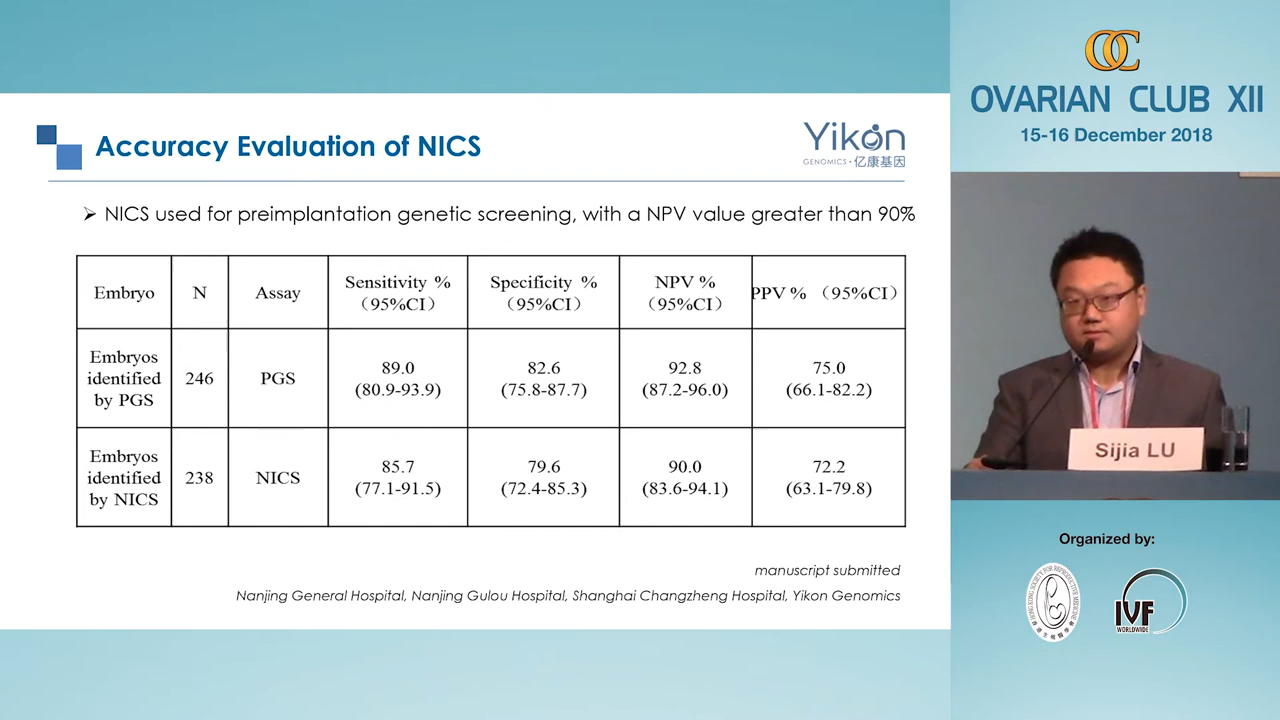 Accuracy Evaluation of NICS
Yikon
GENOMICS · 亿康基因
➢ NICS used for preimplantation genetic screening, with a NPV value greater than 90%
Embryo N Assay Sensitivity % (95%CI) Specificity % (95%CI) NPV % (95%CI) PPV % (95%CI)
Embryos identified by PGS 246 PGS 89.0 (80.9-93.9) 82.6 (75.8-87.7) 92.8 (87.2-96.0) 75.0 (66.1-82.2)
Embryos identified by NICS 238 NICS 85.7 (77.1-91.5) 79.6 (72.4-85.3) 90.0 (83.6-94.1) 72.2 (63.1-79.8)
manuscript submitted
Nanjing General Hospital, Nanjing Gulou Hospital, Shanghai Changzheng Hospital, Yikon Genomics
OC
OVARIAN CLUB XII
15-16 December 2018
Sijia LU
Organized by:
HONG KONG SOCIETY FOR REPRODUCTIVE MEDICINE
IVF
WORLDWIDE